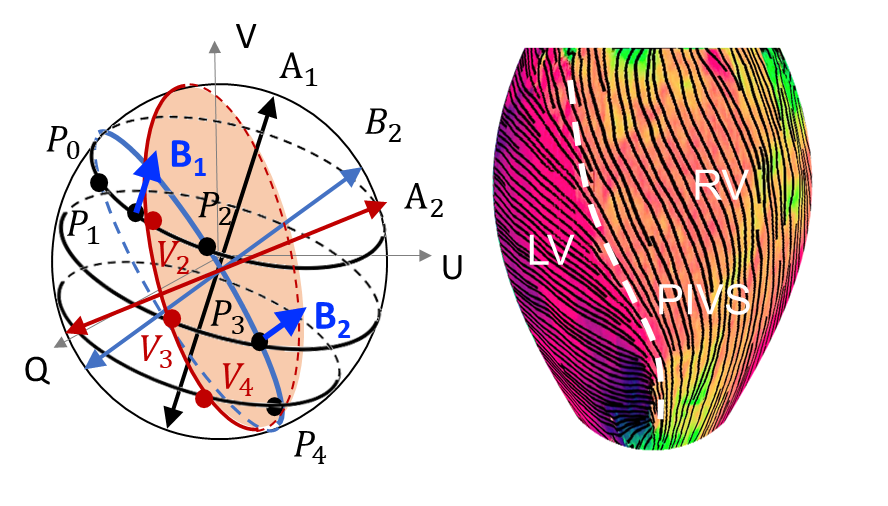 V
A₁
B₂
P₀
B₁
A₂
P₁
P₂
V₂
U
P₃
B₂
Q
V₃
V₄
P₄
RV
LV
PIVS